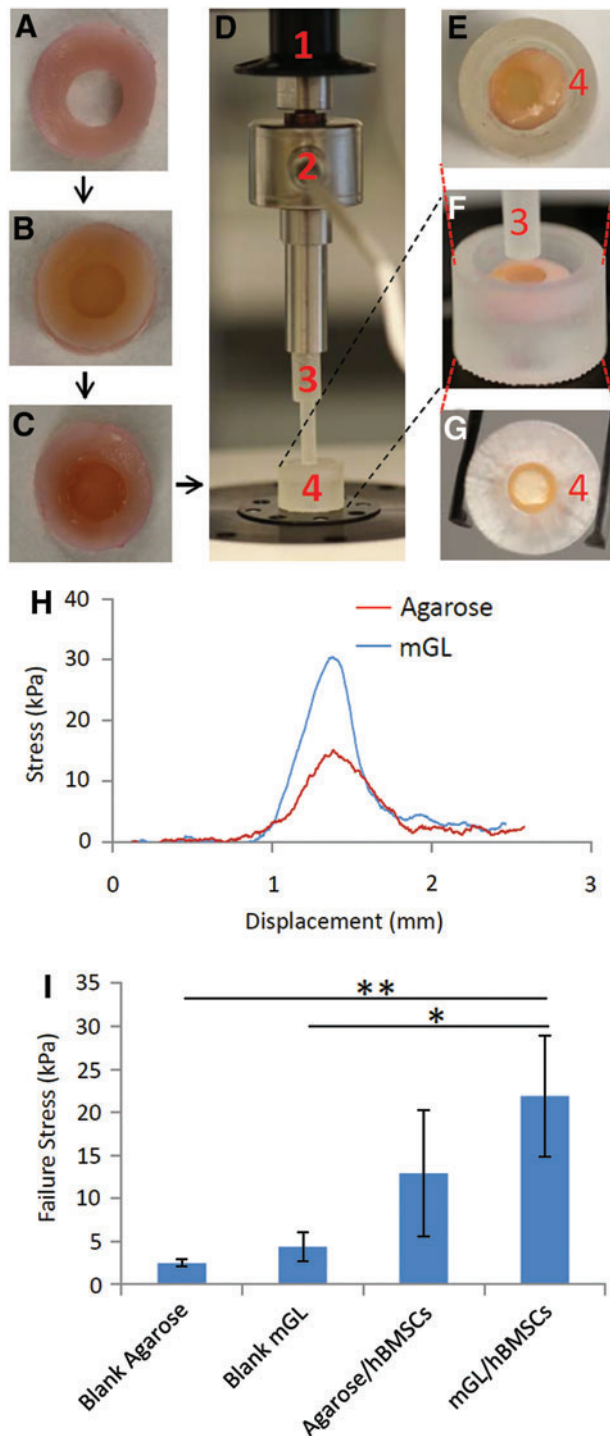 A
B
C
D
1
2
3
4
E
4
F
3
G
4
H
Agarose
mGL
Stress (kPa)
40
30
20
10
0
0
1
2
3
Displacement (mm)
I
**
*
Failure Stress (kPa)
35
30
25
20
15
10
5
0
Blank Agarose
Blank mGL
Agarose/hBMSCs
mGL/hBMSCs